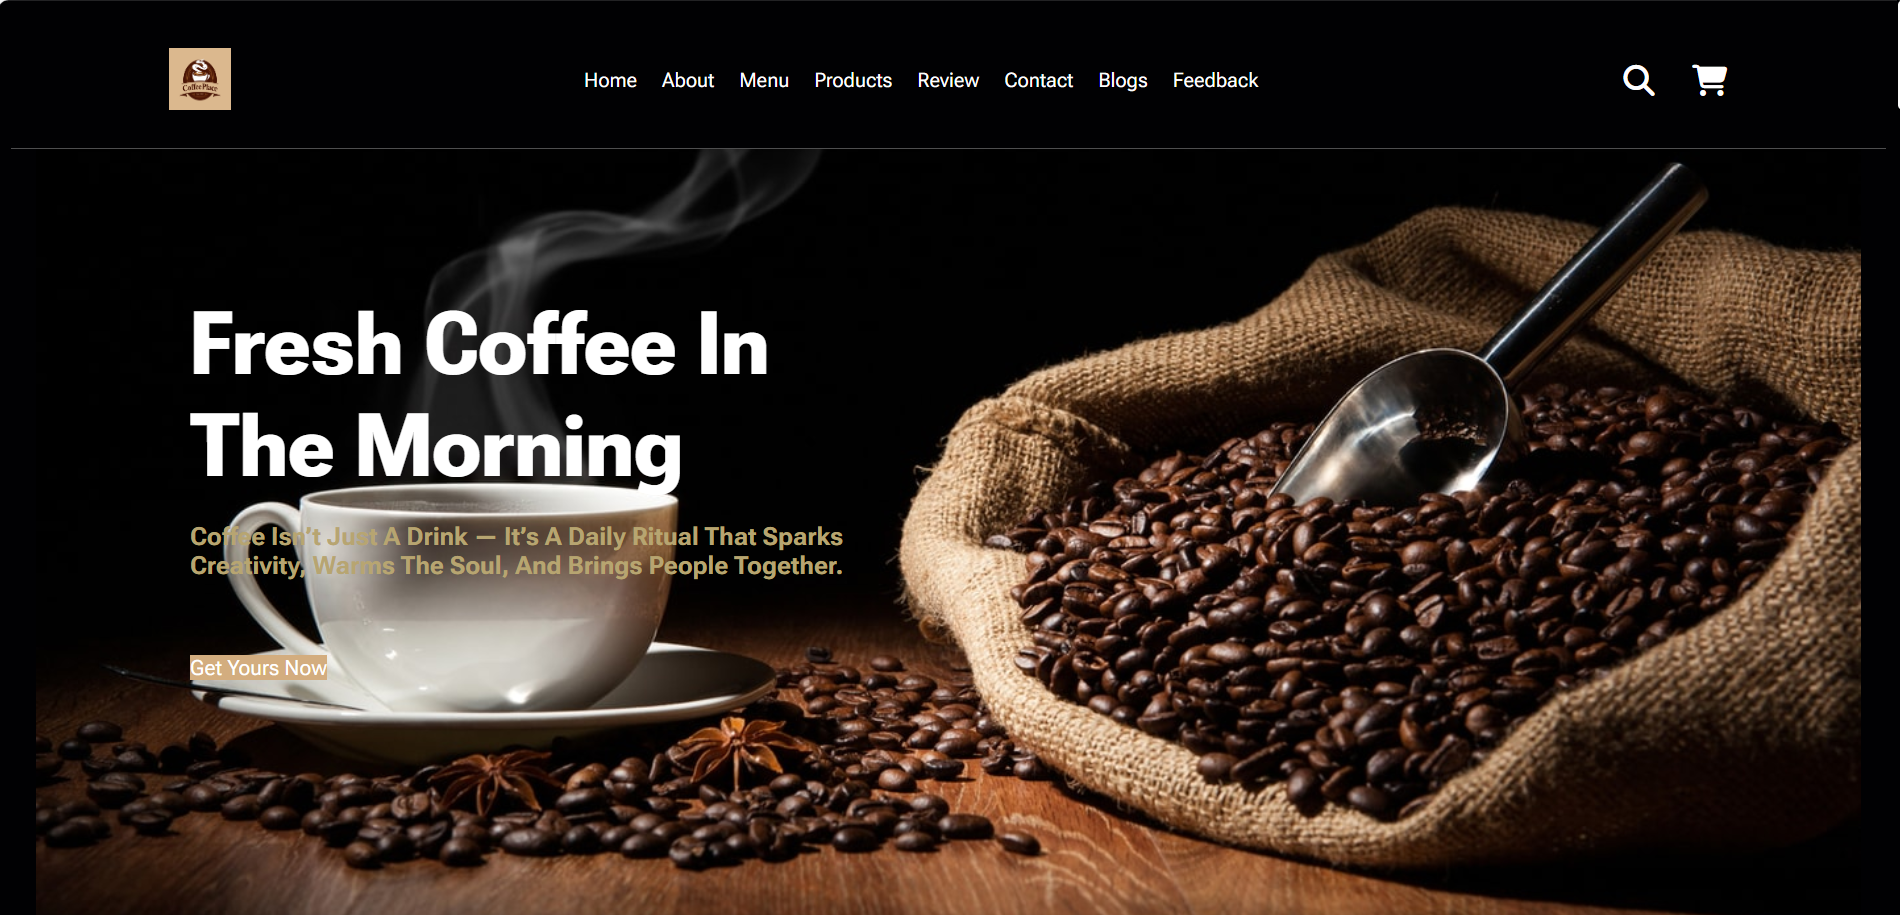 Coffee Place
Home About Menu Products Review Contact Blogs Feedback
Fresh Coffee In
The Morning
Coffee Isn’t Just A Drink — It’s A Daily Ritual That Sparks
Creativity, Warms The Soul, And Brings People Together.
Get Yours Now